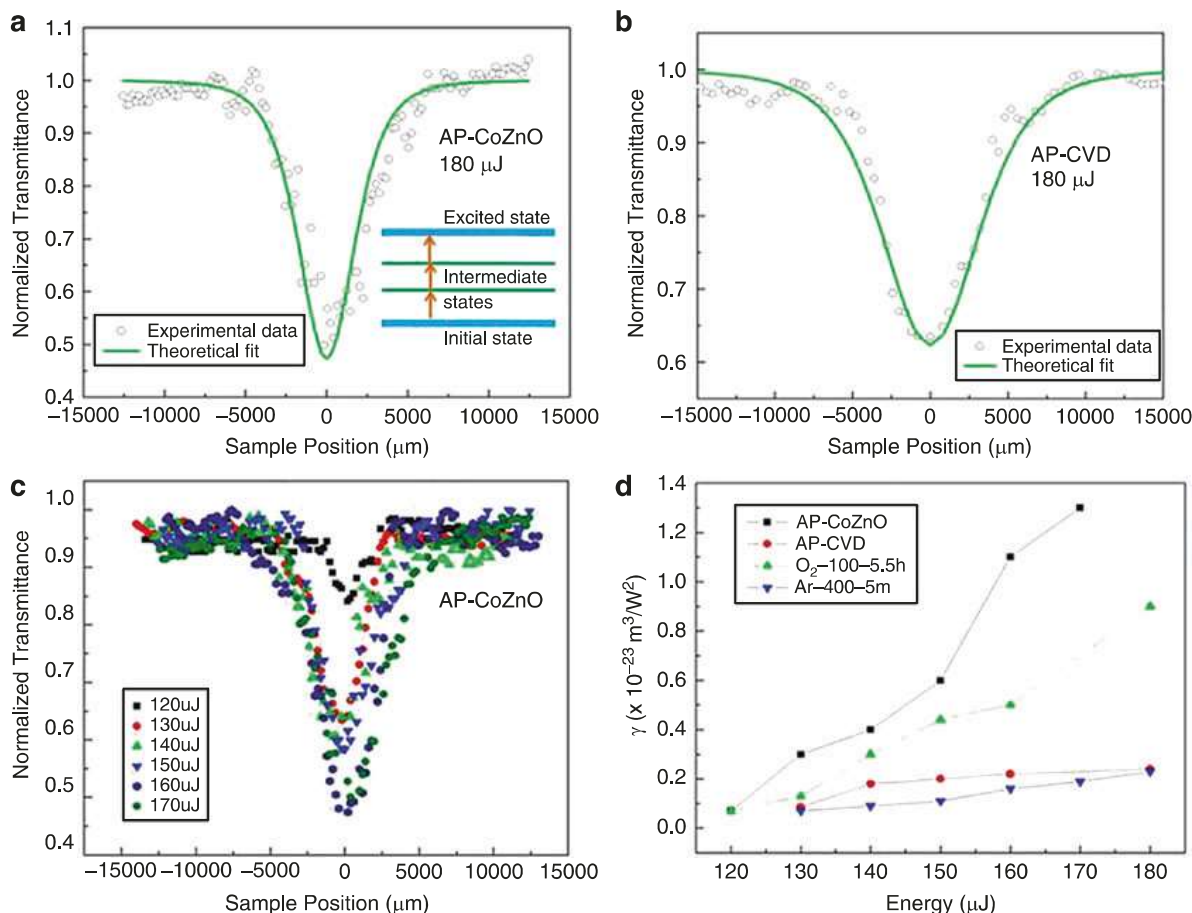 a
1.1
1.0
0.9
0.8
0.7
0.6
0.5
0.4
Normalized Transmittance
AP-CoZnO
180 μJ
Excited state
Intermediate
states
Initial state
Experimental data
Theoretical fit
−15000 −10000 −5000 0 5000 10000 15000
Sample Position (μm)
b
1.0
0.9
0.8
0.7
0.6
Normalized Transmittance
AP-CVD
180 μJ
Experimental data
Theoretical fit
−15000 −10000 −5000 0 5000 10000 15000
Sample Position (μm)
c
1.0
0.9
0.8
0.7
0.6
0.5
0.4
Normalized Transmittance
AP-CoZnO
120uJ
130uJ
140uJ
150uJ
160uJ
170uJ
−15000 −10000 −5000 0 5000 10000 15000
Sample Position (μm)
d
1.4
1.2
1.0
0.8
0.6
0.4
0.2
0.0
γ (x 10⁻²³ m³/W²)
AP-CoZnO
AP-CVD
O₂–100–5.5h
Ar–400–5m
120 130 140 150 160 170 180
Energy (μJ)